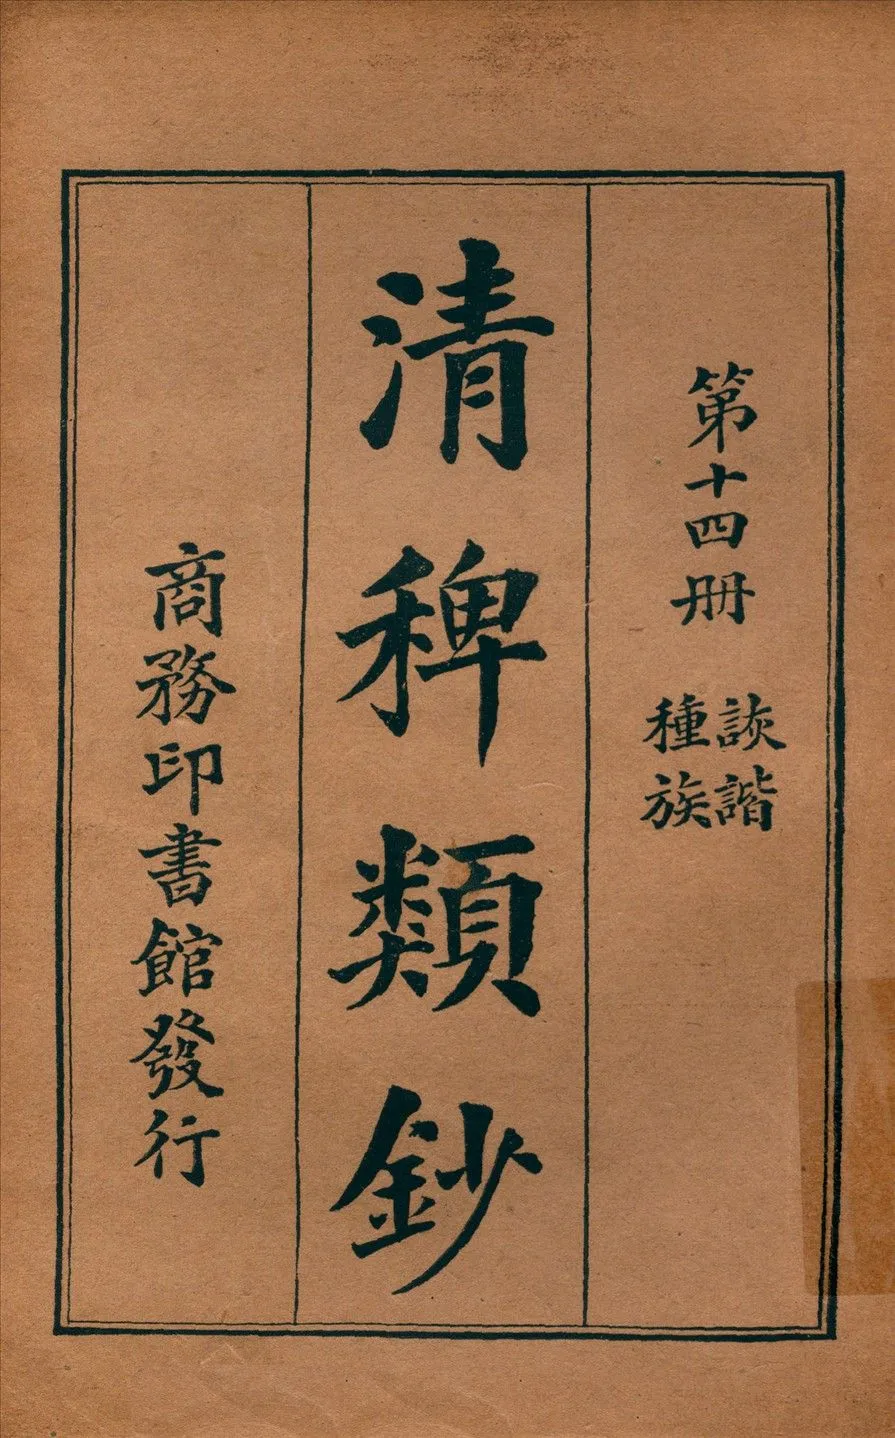 第十四册
詼諧
種族
清稗類鈔
商務印書館發行